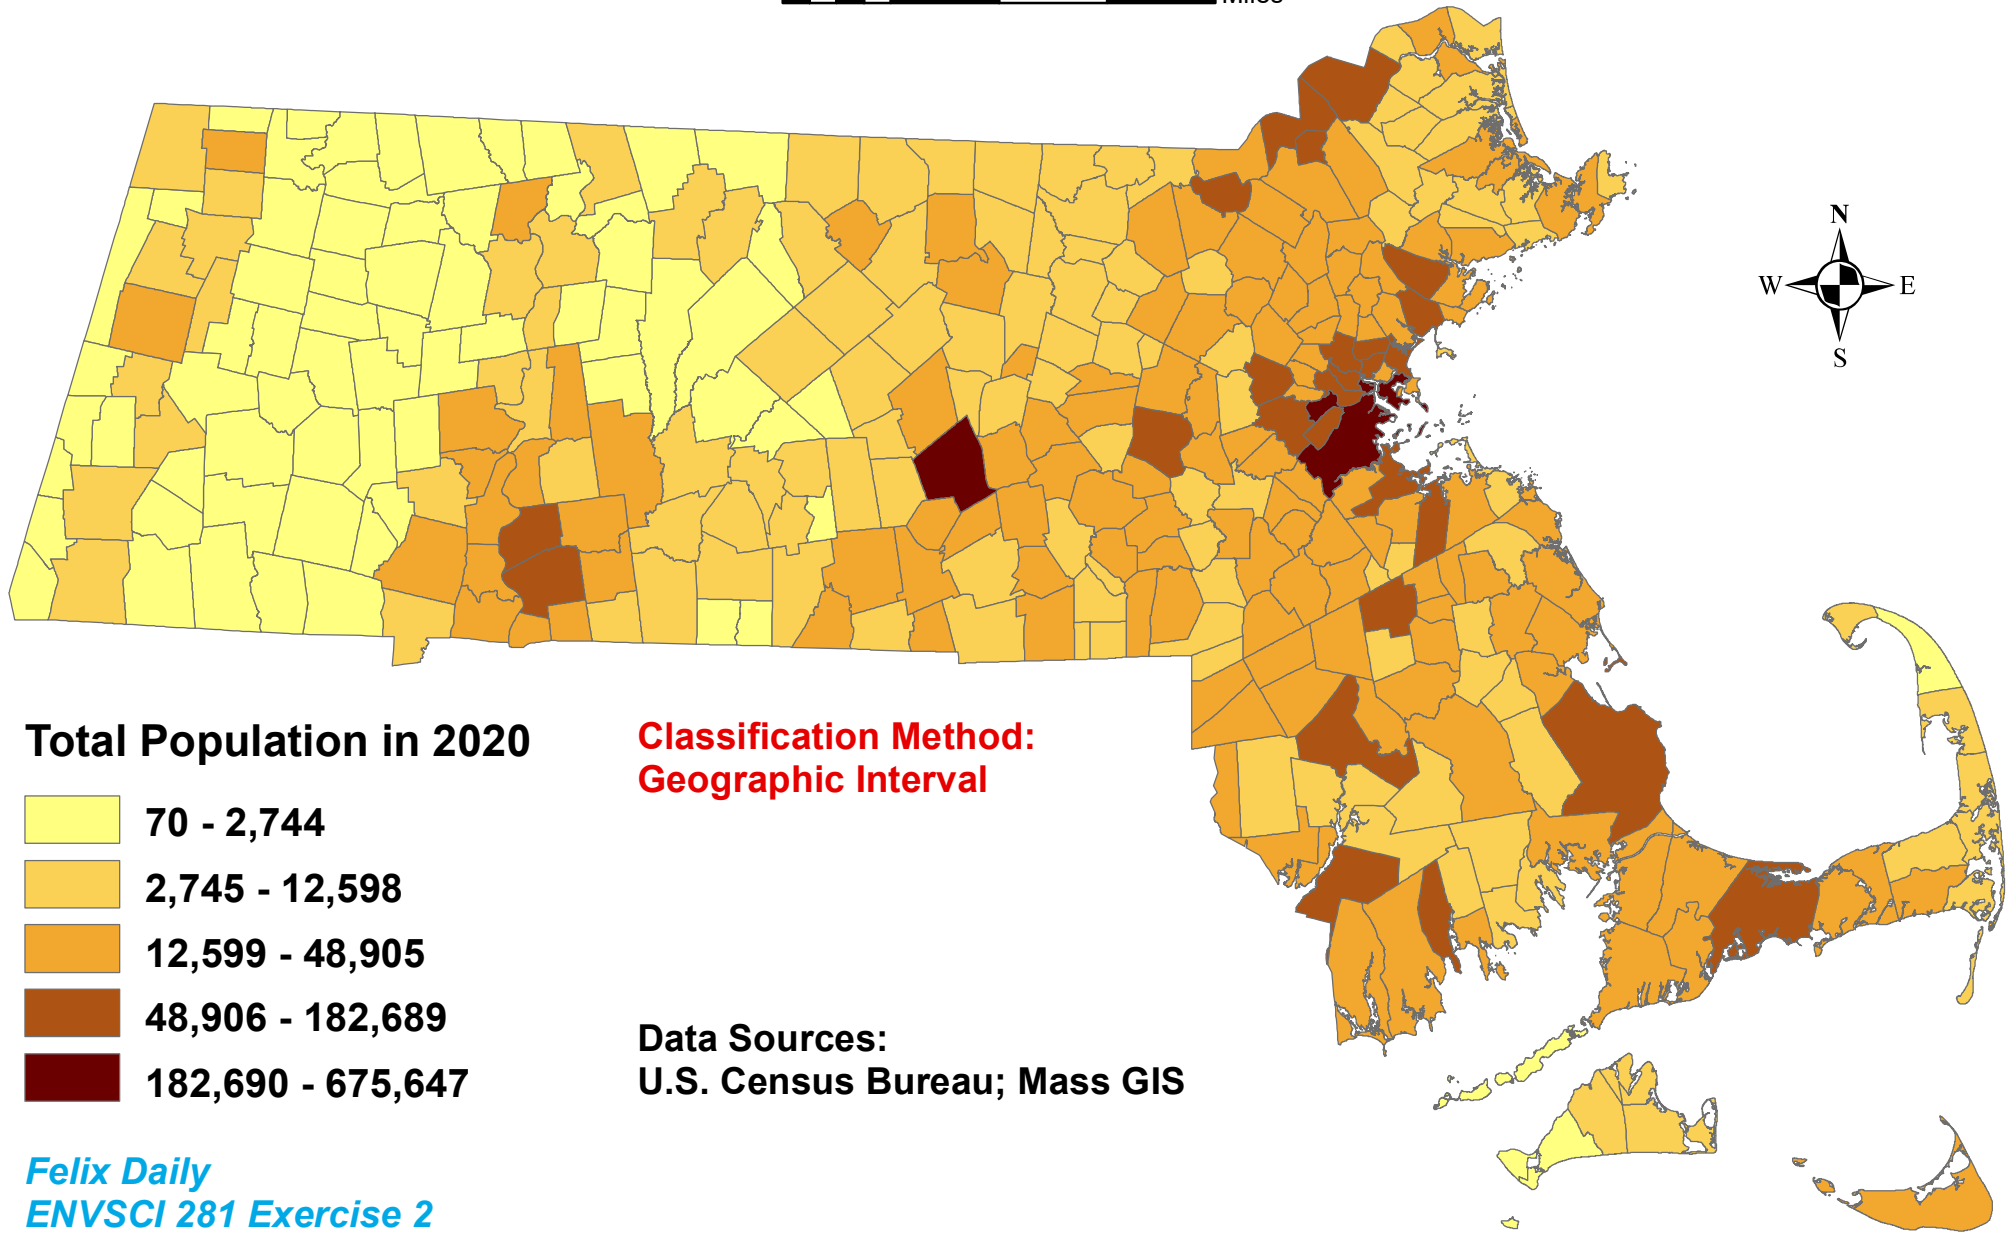 Miles
N
W E
S
Total Population in 2020
70 - 2,744
2,745 - 12,598
12,599 - 48,905
48,906 - 182,689
182,690 - 675,647
Classification Method:
Geographic Interval
Data Sources:
U.S. Census Bureau; Mass GIS
Felix Daily
ENVSCI 281 Exercise 2